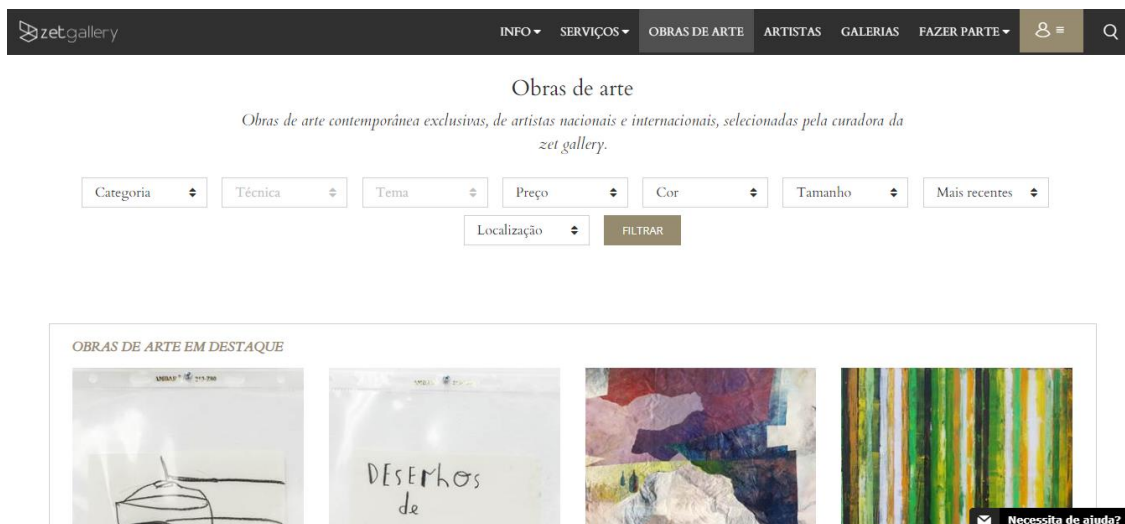 zetgallery
INFO SERVIÇOS OBRAS DE ARTE ARTISTAS GALERIAS FAZER PARTE
Obras de arte
Obras de arte contemporânea exclusivas, de artistas nacionais e internacionais, selecionadas pela curadora da
zet gallery.
Categoria Técnica Tema Preço Cor Tamanho Mais recentes
Localização FILTRAR
OBRAS DE ARTE EM DESTAQUE
DESENHOS
de
Necessita de ajuda?